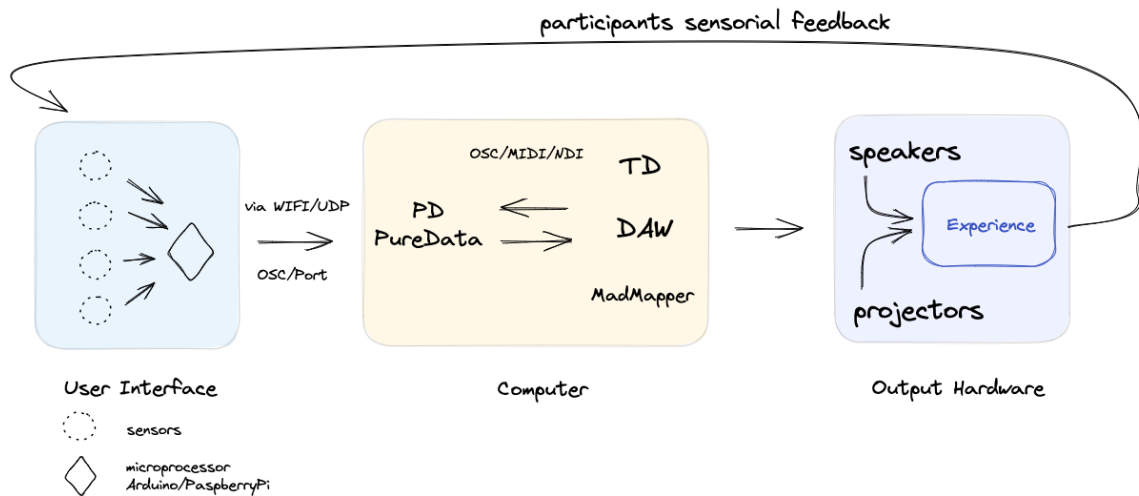 participants sensorial feedback
via WIFI/UDP
OSC/Port
OSC/MIDI/NDI
TD
PD
PureData
DAW
MadMapper
speakers
Experience
projectors
User Interface
Computer
Output Hardware
sensors
microprocessor
Arduino/PaspberryPi